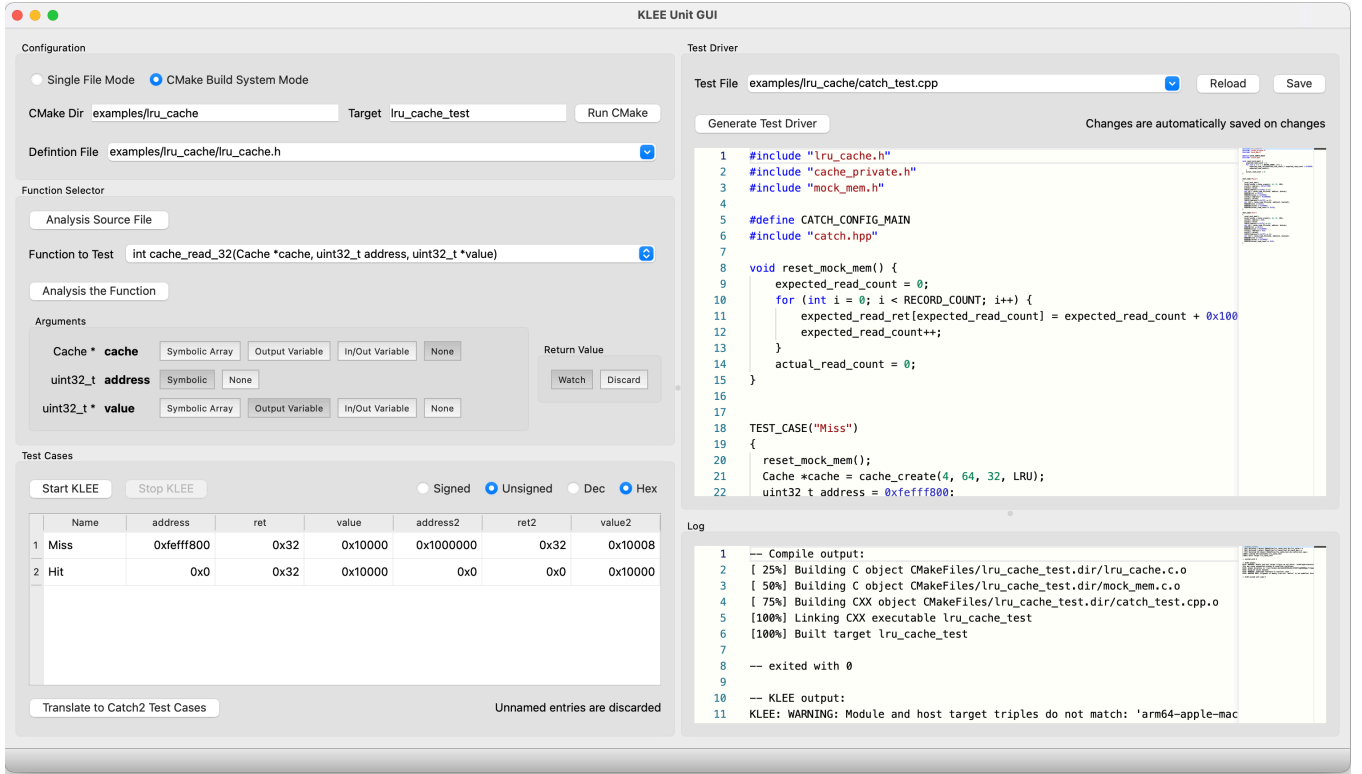 KLEE Unit GUI
Configuration
Single File Mode CMake Build System Mode
CMake Dir examples/lru_cache Target lru_cache_test Run CMake
Defintion File examples/lru_cache/lru_cache.h
Function Selector
Analysis Source File
Function to Test int cache_read_32(Cache *cache, uint32_t address, uint32_t *value)
Analysis the Function
Arguments
Cache * cache Symbolic Array Output Variable In/Out Variable None
uint32_t address Symbolic None
uint32_t * value Symbolic Array Output Variable In/Out Variable None
Return Value
Watch Discard
Test Cases
Start KLEE Stop KLEE Signed Unsigned Dec Hex
Name address ret value address2 ret2 value2
1 Miss 0xfefff800 0x32 0x10000 0x1000000 0x32 0x10008
2 Hit 0x0 0x32 0x10000 0x0 0x0 0x10000
Translate to Catch2 Test Cases Unnamed entries are discarded
Test Driver
Test File examples/lru_cache/catch_test.cpp Reload Save
Generate Test Driver Changes are automatically saved on changes
1 #include "lru_cache.h"
2 #include "cache_private.h"
3 #include "mock_mem.h"
4
5 #define CATCH_CONFIG_MAIN
6 #include "catch.hpp"
7
8 void reset_mock_mem() {
9 expected_read_count = 0;
10 for (int i = 0; i < RECORD_COUNT; i++) {
11 expected_read_ret[expected_read_count] = expected_read_count + 0x100
12 expected_read_count++;
13 }
14 actual_read_count = 0;
15 }
16
17
18 TEST_CASE("Miss")
19 {
20 reset_mock_mem();
21 Cache *cache = cache_create(4, 64, 32, LRU);
22 uint32_t address = 0xfefff800;
Log
1 -- Compile output:
2 [ 25%] Building C object CMakeFiles/lru_cache_test.dir/lru_cache.c.o
3 [ 50%] Building C object CMakeFiles/lru_cache_test.dir/mock_mem.c.o
4 [ 75%] Building CXX object CMakeFiles/lru_cache_test.dir/catch_test.cpp.o
5 [100%] Linking CXX executable lru_cache_test
6 [100%] Built target lru_cache_test
7
8 -- exited with 0
9
10 -- KLEE output:
11 KLEE: WARNING: Module and host target triples do not match: 'arm64-apple-mac